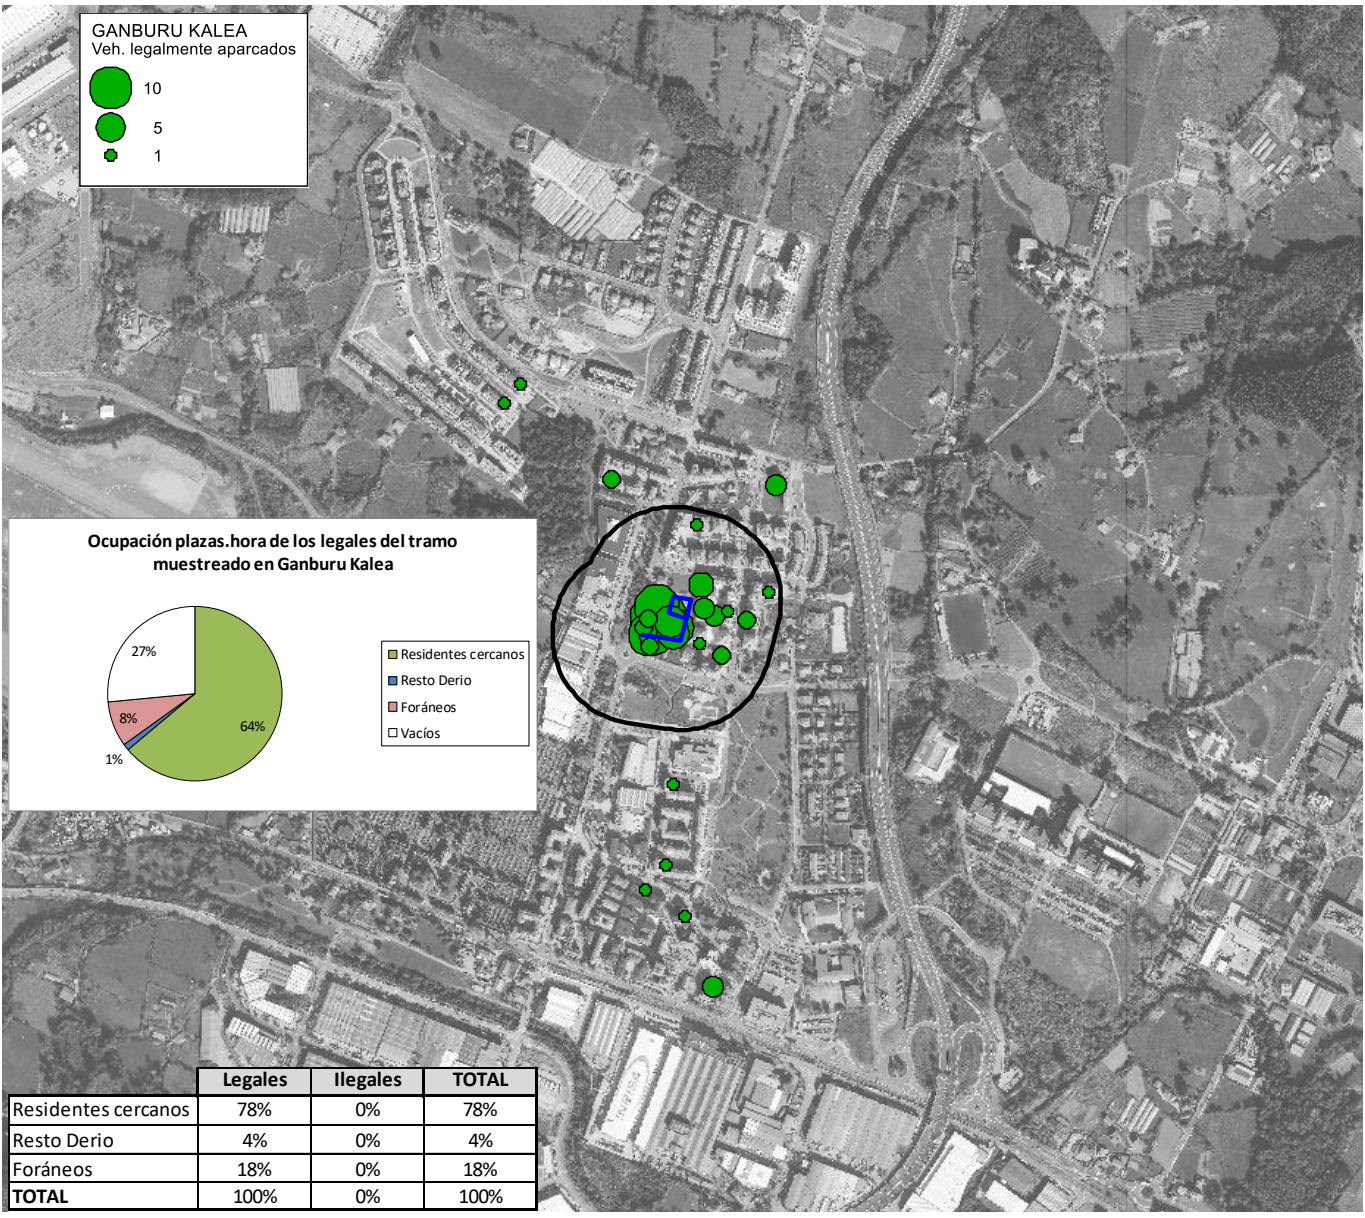 GANBURU KALEA
Veh. legalmente aparcados
10
5
1
Ocupación plazas.hora de los legales del tramo
muestreado en Ganburu Kalea
27%
8%
1%
64%
Residentes cercanos
Resto Derio
Foráneos
Vacíos
Legales Ilegales TOTAL
Residentes cercanos 78% 0% 78%
Resto Derio 4% 0% 4%
Foráneos 18% 0% 18%
TOTAL 100% 0% 100%